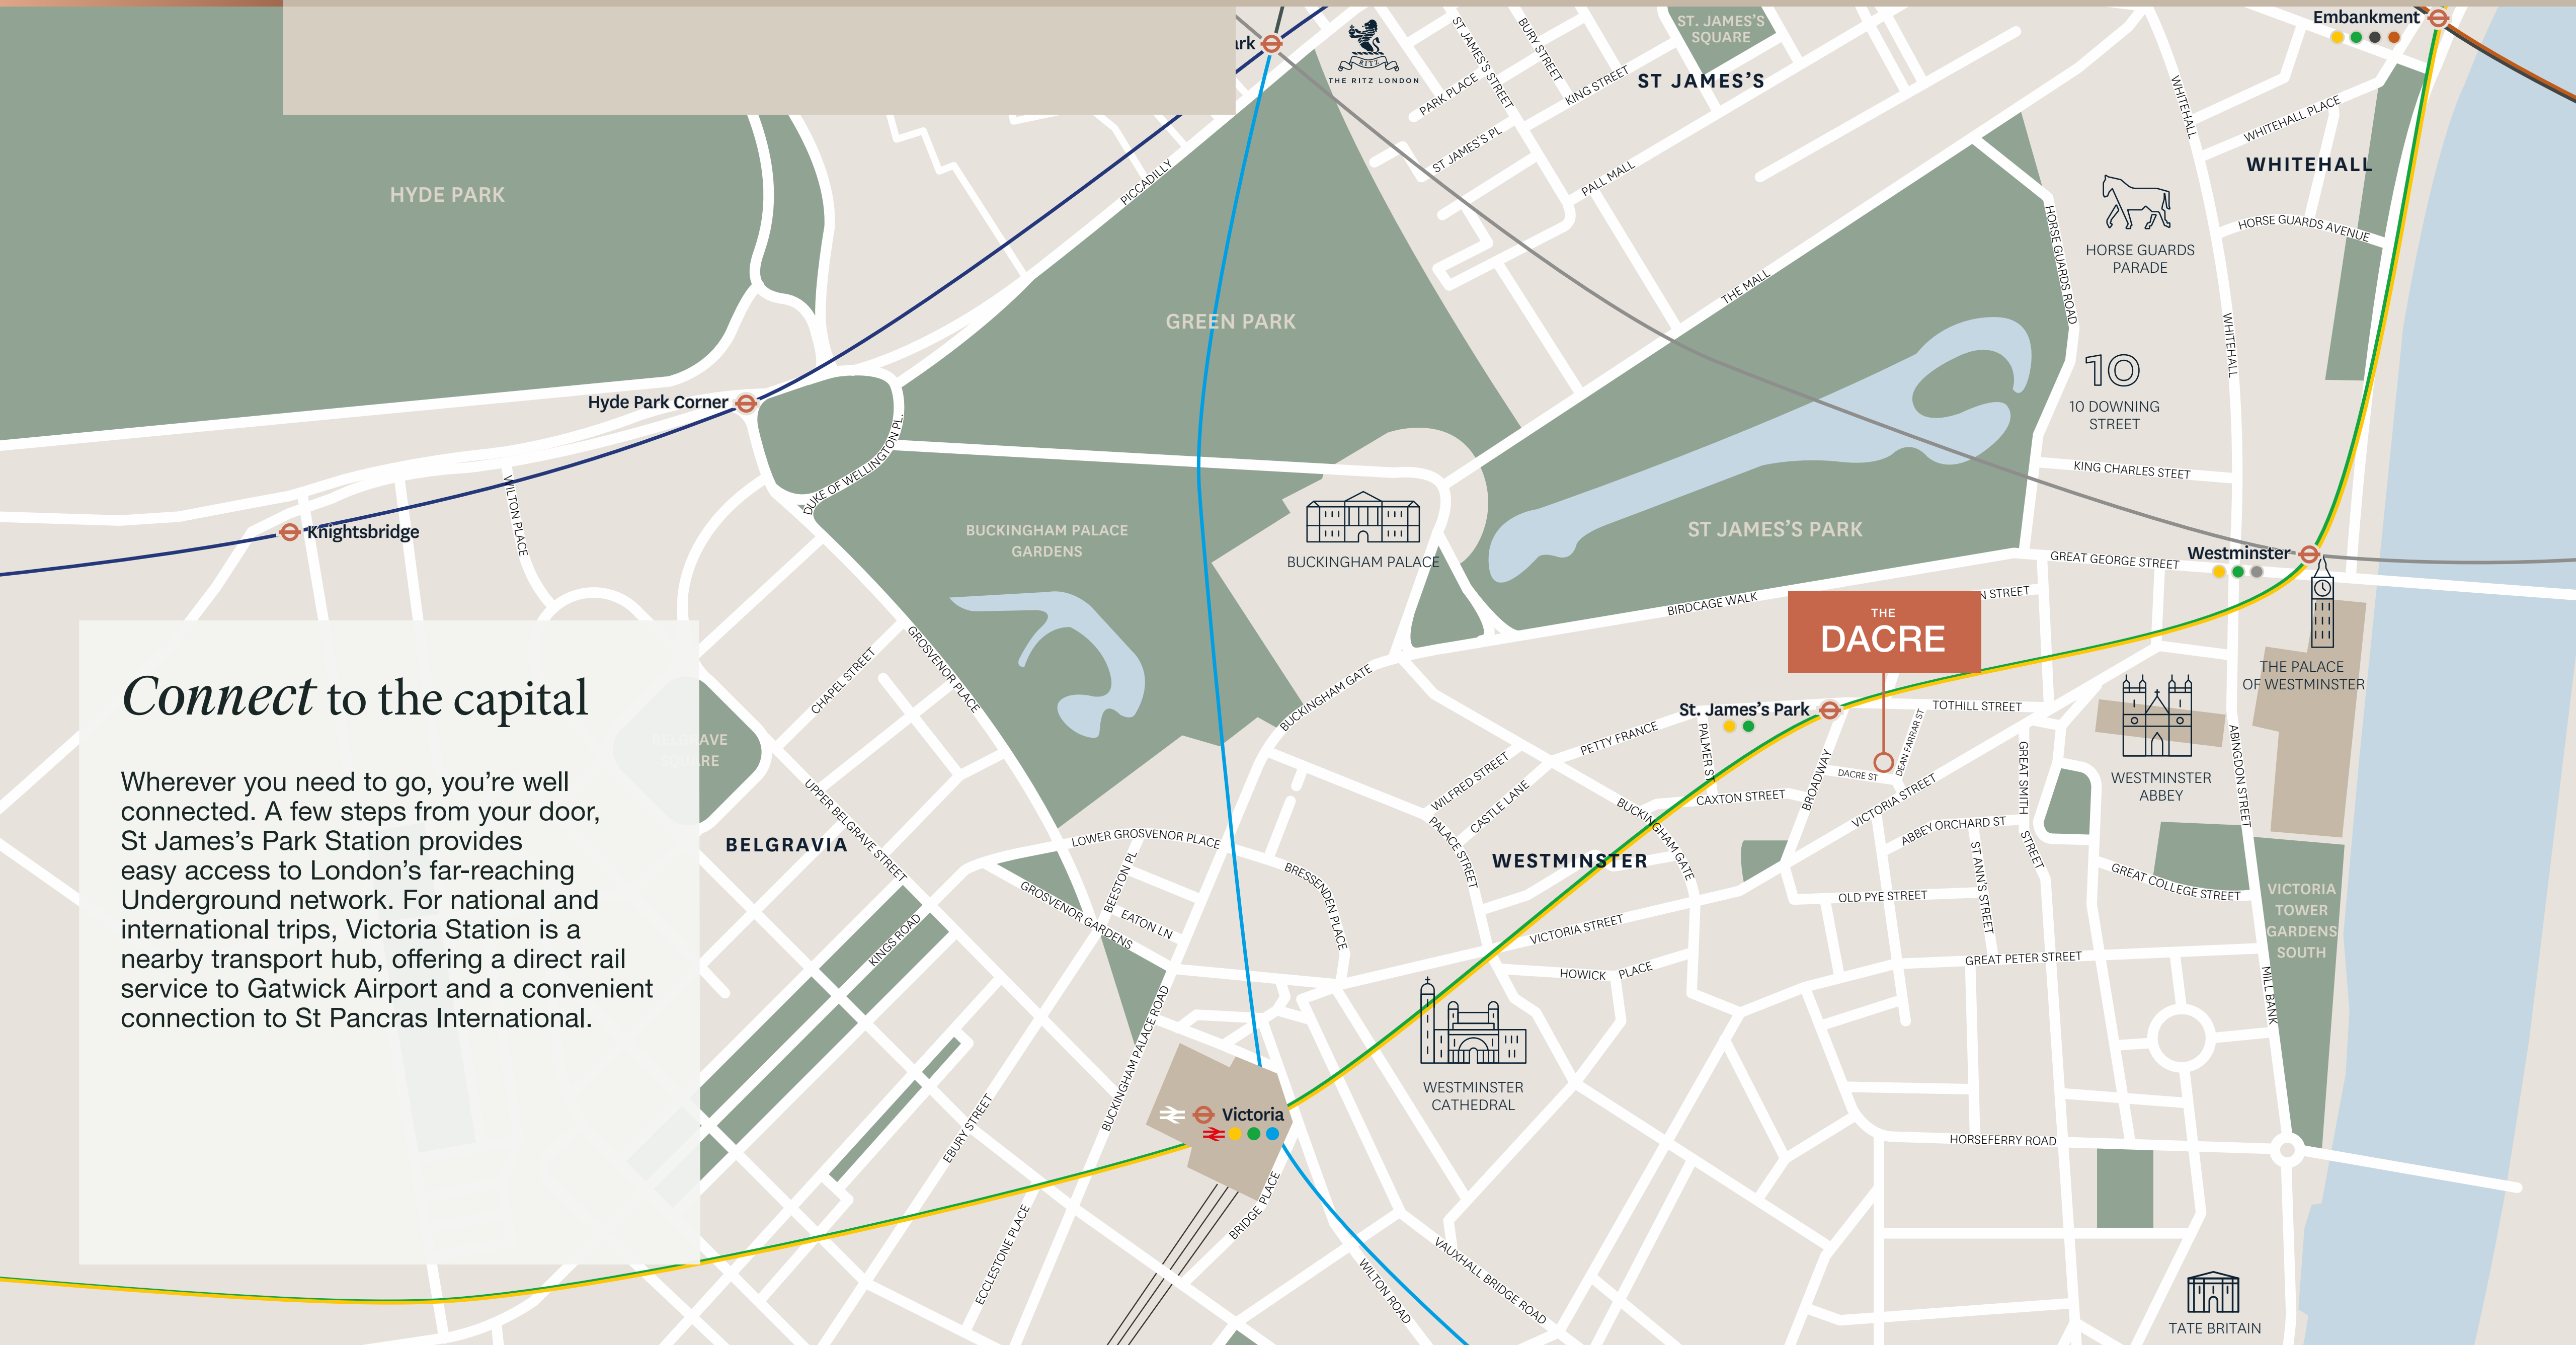 Embankment
ark
RITZ
THE RITZ LONDON
ST JAMES'S STREET
BURY STREET
ST. JAMES'S
SQUARE
PARK PLACE
KING STREET
ST JAMES'S
ST JAMES'S PL
PALL MALL
WHITEHALL
WHITEHALL PLACE
WHITEHALL
HORSE GUARDS AVENUE
HYDE PARK
PICCADILLY
HORSE GUARDS ROAD
HORSE GUARDS
PARADE
THE MALL
GREEN PARK
WHITEHALL
10
10 DOWNING
STREET
Hyde Park Corner
DUKE OF WELLINGTON PL.
KING CHARLES STEET
WILTON PLACE
Knightsbridge
BUCKINGHAM PALACE
GARDENS
BUCKINGHAM PALACE
ST JAMES'S PARK
GREAT GEORGE STREET
Westminster
BIRDCAGE WALK
N STREET
THE
DACRE
THE PALACE
OF WESTMINSTER
Connect to the capital
Wherever you need to go, you're well
connected. A few steps from your door,
St James's Park Station provides
easy access to London's far-reaching
Underground network. For national and
international trips, Victoria Station is a
nearby transport hub, offering a direct rail
service to Gatwick Airport and a convenient
connection to St Pancras International.
BELGRAVE
SQUARE
CHAPEL STREET
GROSVENOR PLACE
BUCKINGHAM GATE
St. James's Park
TOTHILL STREET
PETTY FRANCE
PALMER ST
BROADWAY
DACRE ST
DEAN FARRAR ST
GREAT SMITH
STREET
ABINGDON STREET
WESTMINSTER
ABBEY
WILFRED STREET
CASTLE LANE
CAXTON STREET
VICTORIA STREET
ABBEY ORCHARD ST
UPPER BELGRAVE STREET
BELGRAVIA
LOWER GROSVENOR PLACE
PALACE STREET
BUCKINGHAM GATE
WESTMINSTER
ST ANN'S STREET
OLD PYE STREET
GREAT COLLEGE STREET
VICTORIA
TOWER
GARDENS
SOUTH
BEESTON PL
GROSVENOR GARDENS
EATON LN
BRESSENDEN PLACE
KINGS ROAD
VICTORIA STREET
HOWICK PLACE
GREAT PETER STREET
MILL BANK
BUCKINGHAM PALACE ROAD
WESTMINSTER
CATHEDRAL
Victoria
EBURY STREET
HORSEFERRY ROAD
ECCLESTONE PLACE
BRIDGE PLACE
WILTON ROAD
VAUXHALL BRIDGE ROAD
TATE BRITAIN